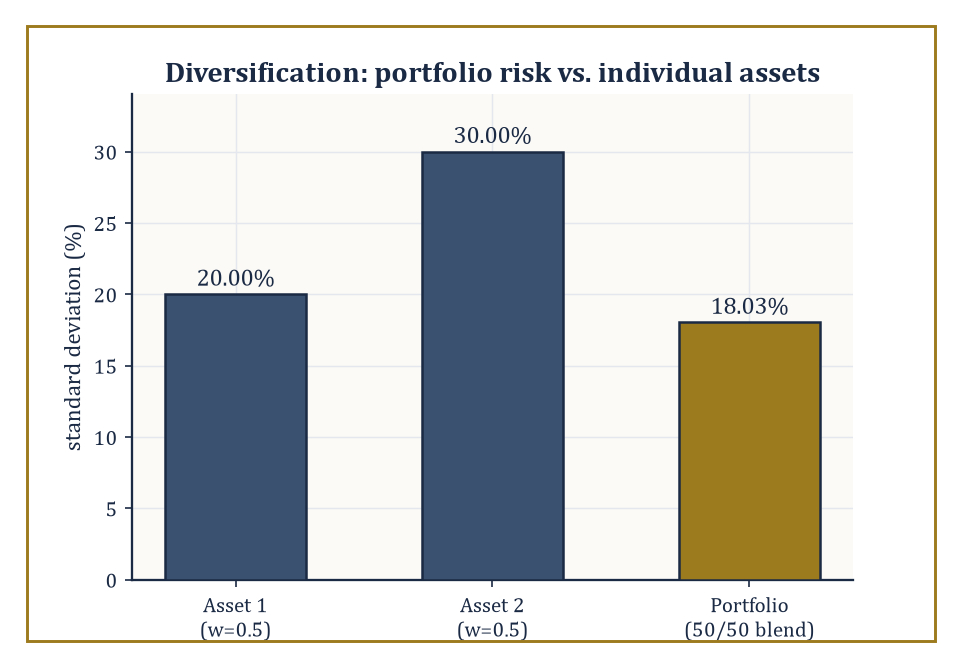 Diversification: portfolio risk vs. individual assets
standard deviation (%)
30
25
20
15
10
5
0
20.00%
30.00%
18.03%
Asset 1
(w=0.5)
Asset 2
(w=0.5)
Portfolio
(50/50 blend)